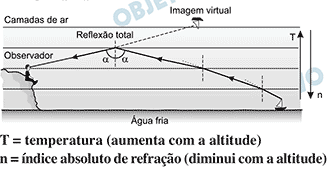 Imagem virtual
Camadas de ar
Reflexão total
T
Observador
α α
n
Água fria
T = temperatura (aumenta com a altitude)
n = índice absoluto de refração (diminui com a altitude)